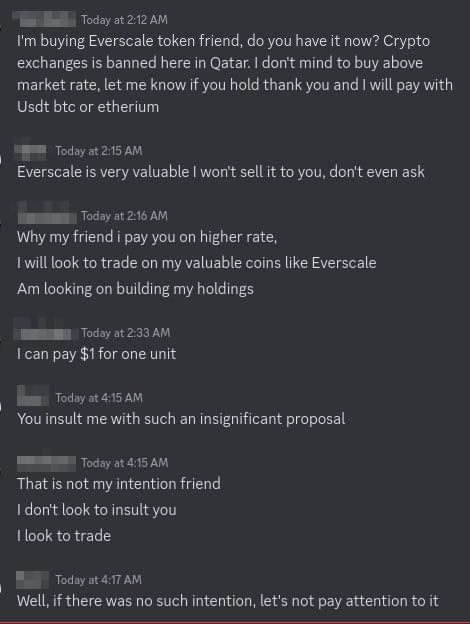 Today at 2:12 AM
I'm buying Everscale token friend, do you have it now? Crypto
exchanges is banned here in Qatar. I don't mind to buy above
market rate, let me know if you hold thank you and I will pay with
Usdt btc or etherium
Today at 2:15 AM
Everscale is very valuable I won't sell it to you, don't even ask
Today at 2:16 AM
Why my friend i pay you on higher rate,
I will look to trade on my valuable coins like Everscale
Am looking on building my holdings
Today at 2:33 AM
I can pay $1 for one unit
Today at 4:15 AM
You insult me with such an insignificant proposal
Today at 4:15 AM
That is not my intention friend
I don't look to insult you
I look to trade
Today at 4:17 AM
Well, if there was no such intention, let's not pay attention to it